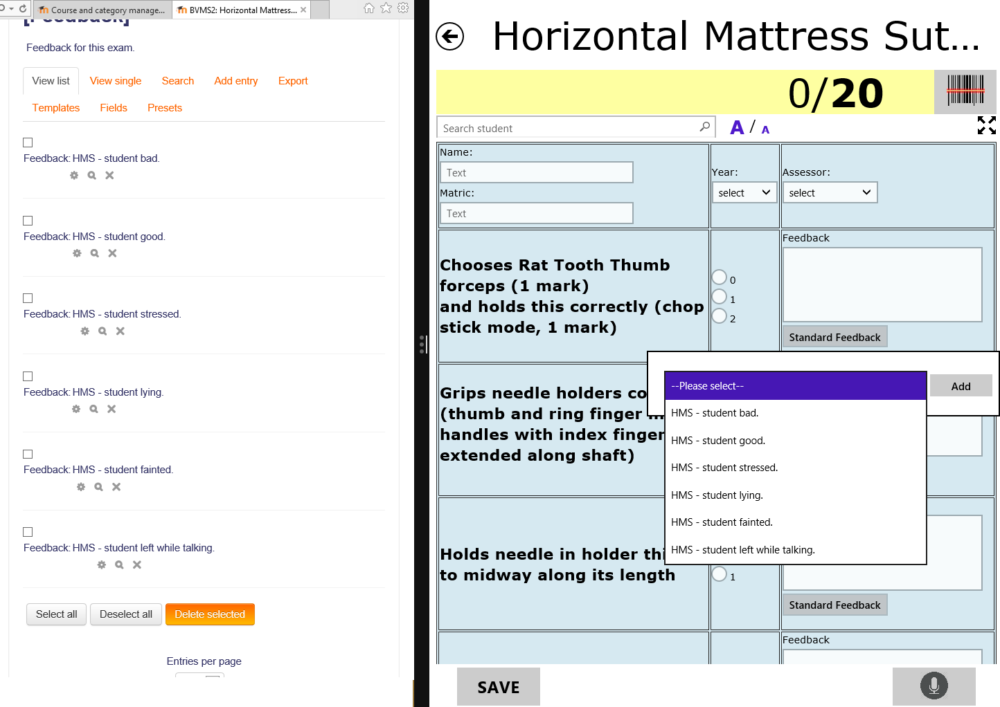 Course and category manage...
BVMS2: Horizontal Mattress...
[Feedback]
Feedback for this exam.
View list
View single
Search
Add entry
Export
Templates
Fields
Presets
Feedback: HMS - student bad.
Feedback: HMS - student good.
Feedback: HMS - student stressed.
Feedback: HMS - student lying.
Feedback: HMS - student fainted.
Feedback: HMS - student left while talking.
Select all
Deselect all
Delete selected
Entries per page
Horizontal Mattress Sut...
0/20
Search student
A / A
Name:
Text
Matric:
Text
Year:
select
Assessor:
select
Chooses Rat Tooth Thumb
forceps (1 mark)
and holds this correctly (chop
stick mode, 1 mark)
0
1
2
Feedback
Standard Feedback
Grips needle holders co
(thumb and ring finger
handles with index finger
extended along shaft)
--Please select--
Add
HMS - student bad.
HMS - student good.
HMS - student stressed.
HMS - student lying.
HMS - student fainted.
HMS - student left while talking.
Holds needle in holder
to midway along its length
1
Standard Feedback
Feedback
SAVE